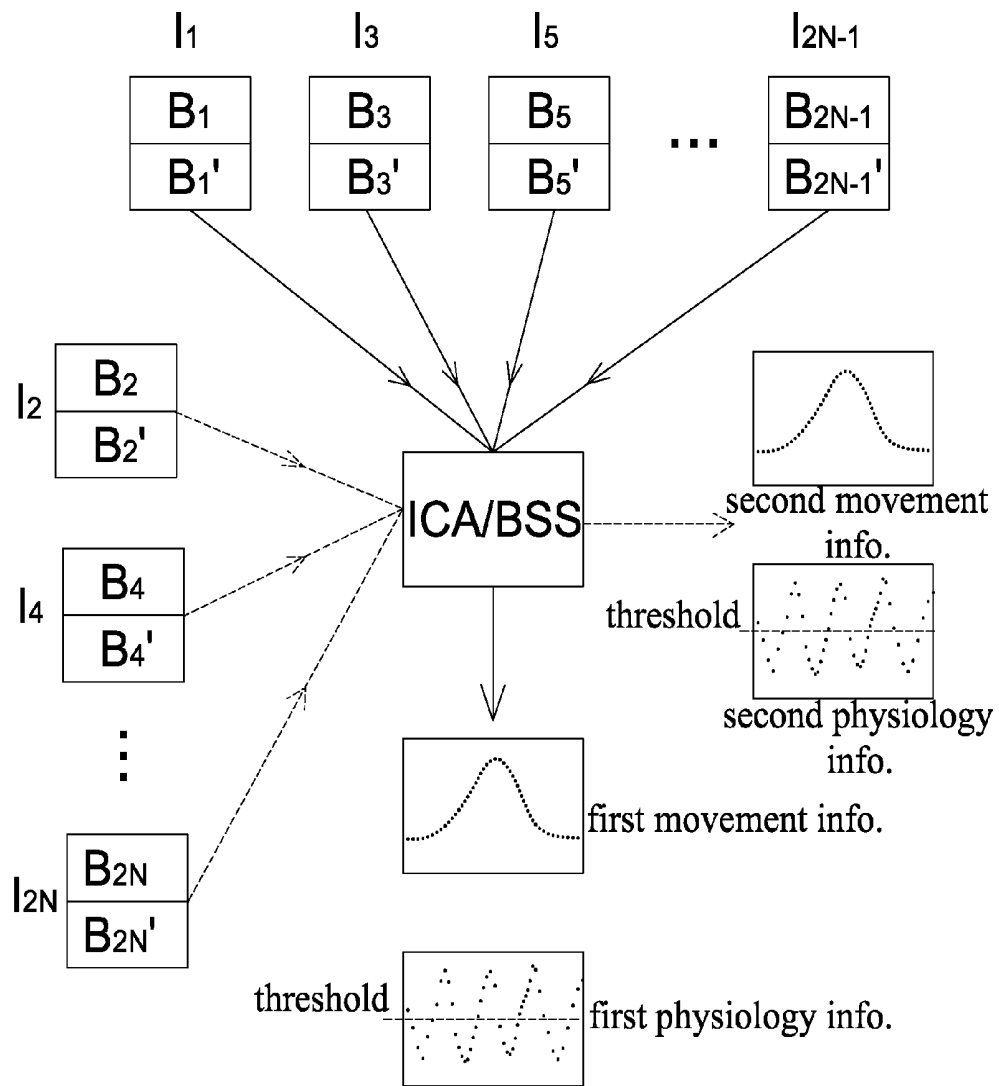 I1 I3 I5 I2N-1
B1 B3 B5 ... B2N-1
B1' B3' B5' B2N-1'
I2
B2
B2'
ICA/BSS
second movement
info.
I4
B4
B4'
threshold
second physiology
info.
first movement info.
I2N
B2N
B2N'
threshold
first physiology info.